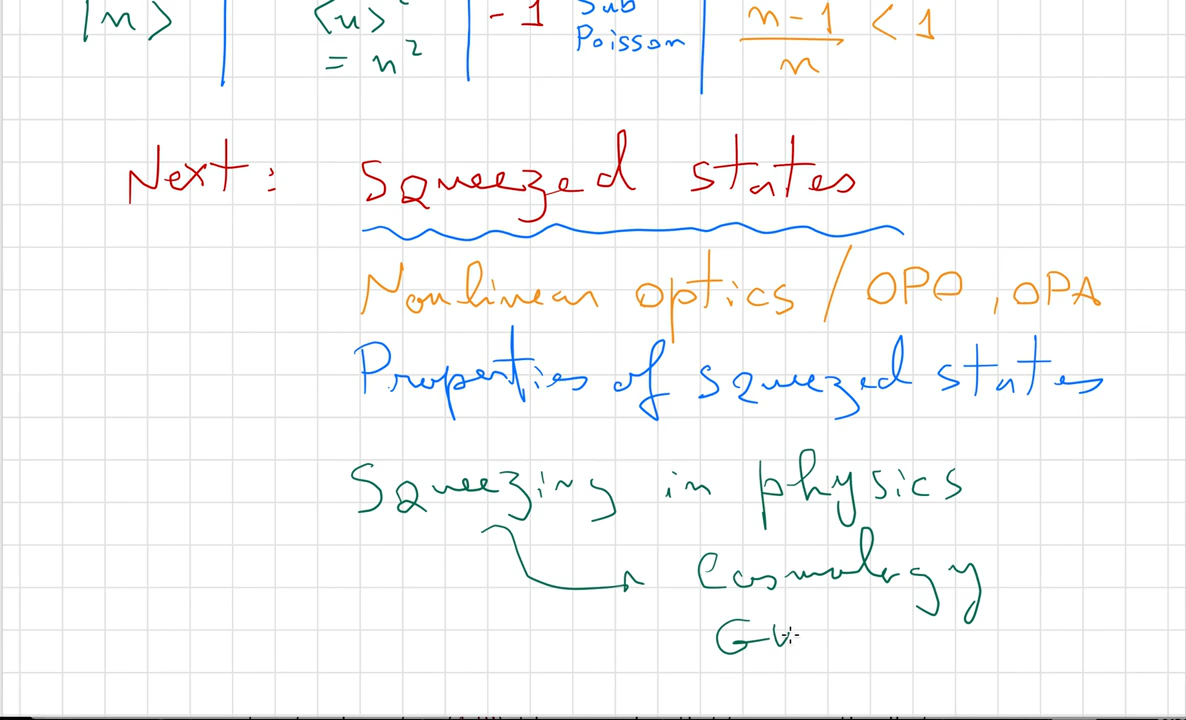 |n> | <n>² | -1 Sub | n-1/n < 1
= n² Poisson
Next: Squeezed states
Nonlinear optics / OPO, OPA
Properties of squeezed states
Squeezing in physics
Cosmology
GW